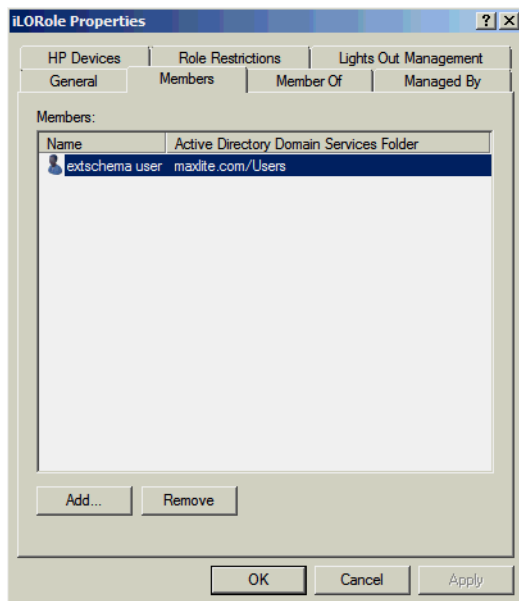 iLORole Properties
HP Devices Role Restrictions Lights Out Management
General Members Member Of Managed By
Members:
Name Active Directory Domain Services Folder
extschema user maxlite.com/Users
Add... Remove
OK Cancel Apply